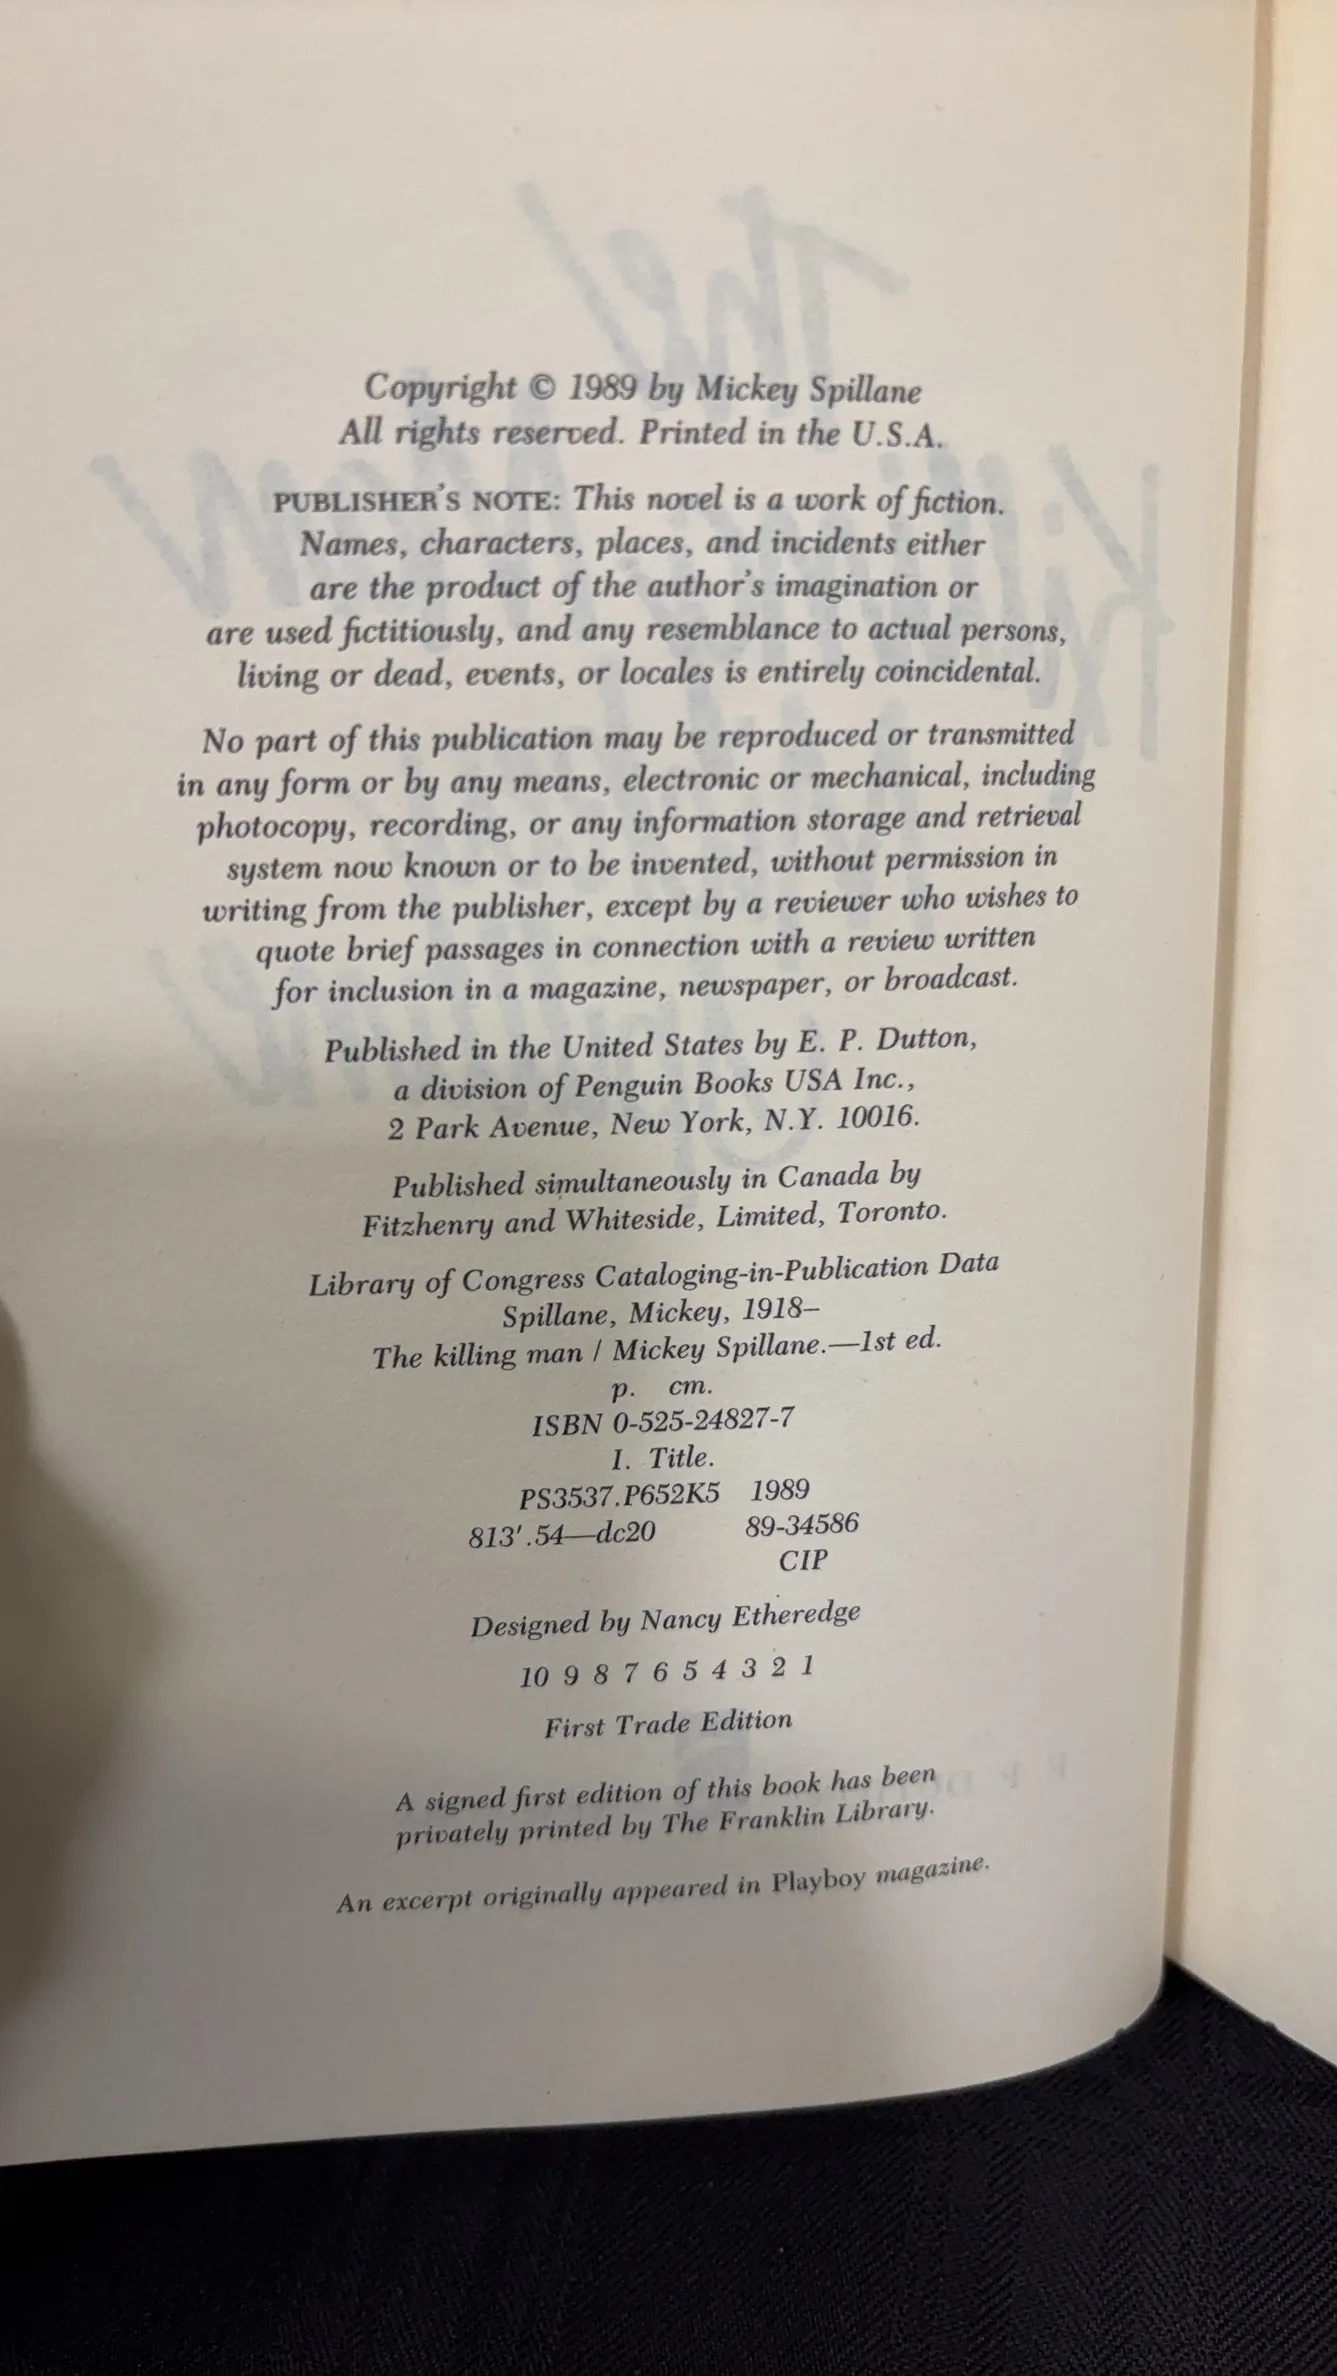 Copyright © 1989 by Mickey Spillane
All rights reserved. Printed in the U.S.A.
PUBLISHER'S NOTE: This novel is a work of fiction.
Names, characters, places, and incidents either
are the product of the author's imagination or
are used fictitiously, and any resemblance to actual persons,
living or dead, events, or locales is entirely coincidental.
No part of this publication may be reproduced or transmitted
in any form or by any means, electronic or mechanical, including
photocopy, recording, or any information storage and retrieval
system now known or to be invented, without permission in
writing from the publisher, except by a reviewer who wishes to
quote brief passages in connection with a review written
for inclusion in a magazine, newspaper, or broadcast.
Published in the United States by E. P. Dutton,
a division of Penguin Books USA Inc.,
2 Park Avenue, New York, N.Y. 10016.
Published simultaneously in Canada by
Fitzhenry and Whiteside, Limited, Toronto.
Library of Congress Cataloging-in-Publication Data
Spillane, Mickey, 1918–
The killing man / Mickey Spillane.—1st ed.
p. cm.
ISBN 0-525-24827-7
I. Title.
PS3537.P652K5 1989
813'.54—dc20 89-34586
CIP
Designed by Nancy Etheredge
10 9 8 7 6 5 4 3 2 1
First Trade Edition
A signed first edition of this book has been
privately printed by The Franklin Library.
An excerpt originally appeared in Playboy magazine.